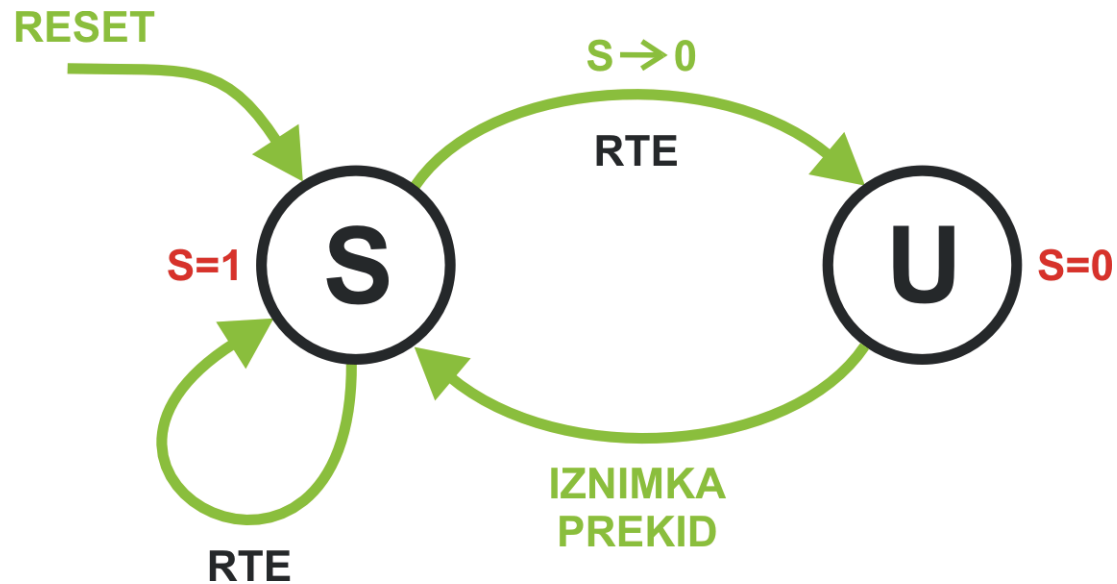 RESET
S→0
RTE
S=1
S
U
S=0
IZNIMKA
PREKID
RTE